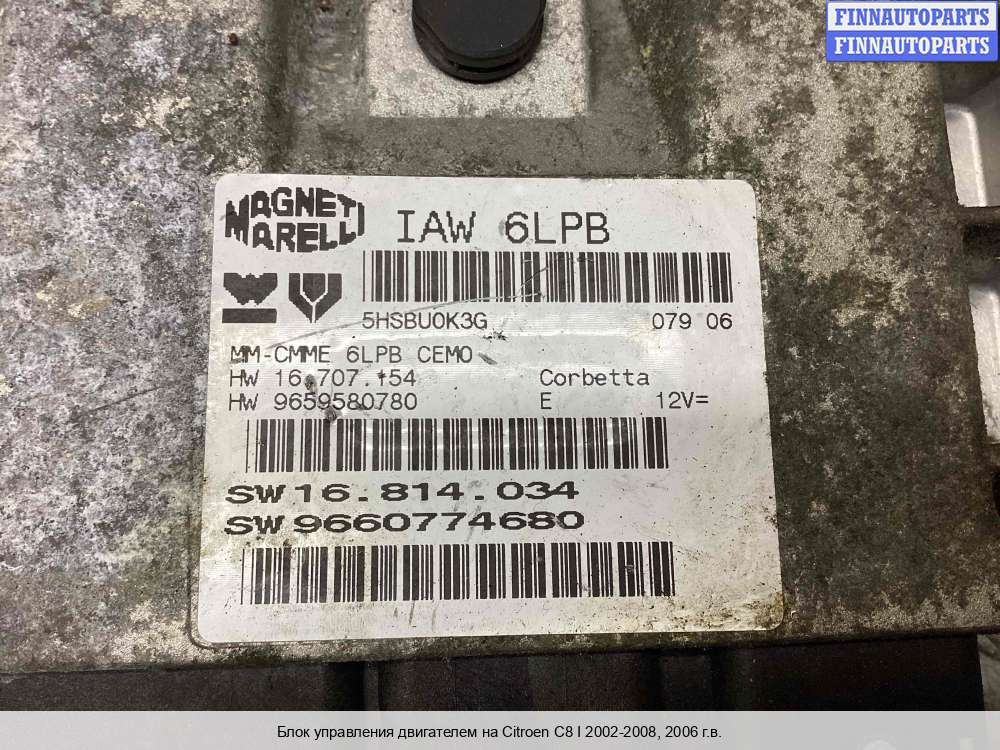 FINNAUTOPARTS
FINNAUTOPARTS
MAGNETI MARELLI
IAW 6LPB
5HSBU0K3G 079 06
MM-CMME 6LPB CEMO
HW 16.707.154 Corbetta
HW 9659580780 E 12V=
SW 16.814.034
SW 9660774680
Блок управления двигателем на Citroen C8 I 2002-2008, 2006 г.в.